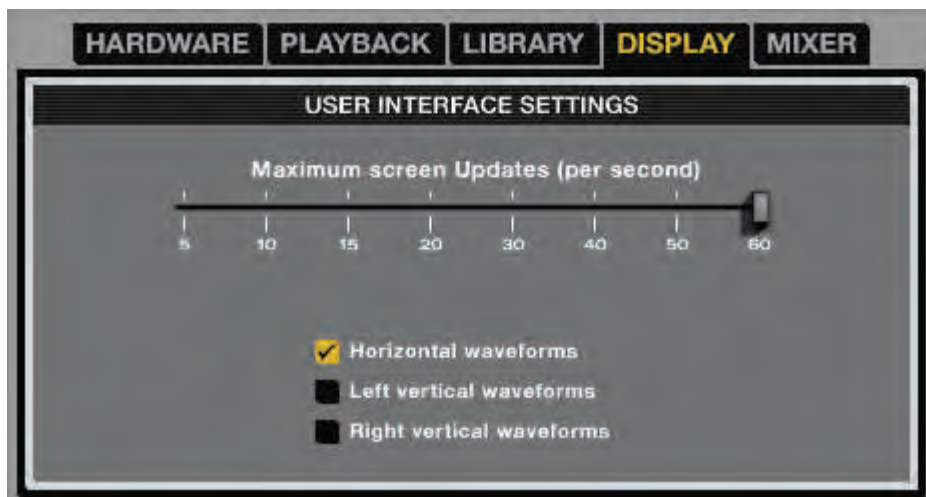 HARDWARE PLAYBACK LIBRARY DISPLAY MIXER
USER INTERFACE SETTINGS
Maximum screen Updates (per second)
5 10 15 20 30 40 50 60
Horizontal waveforms
Left vertical waveforms
Right vertical waveforms